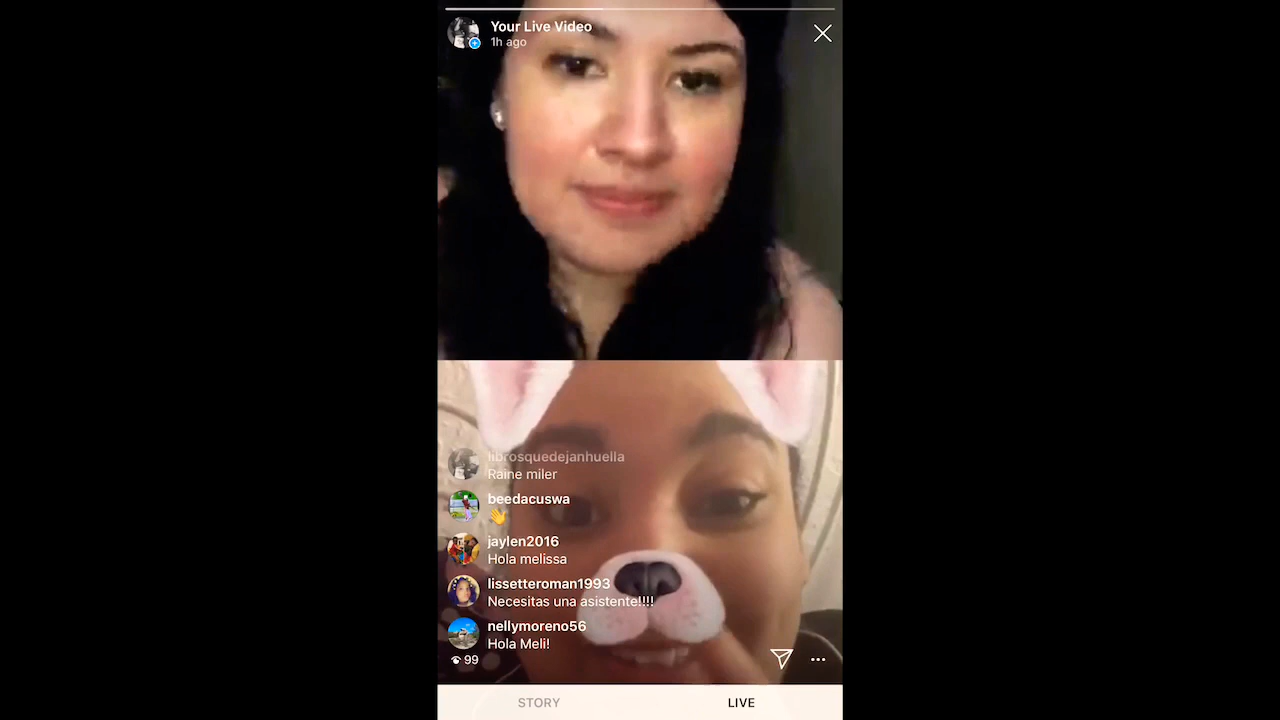 Your Live Video
1h ago
librosquedejanhuella
Raine miler
beedacuswa
👋
jaylen2016
Hola melissa
lissetteroman1993
Necesitas una asistente!!!!
nellymoreno56
Hola Meli!
99
STORY
LIVE